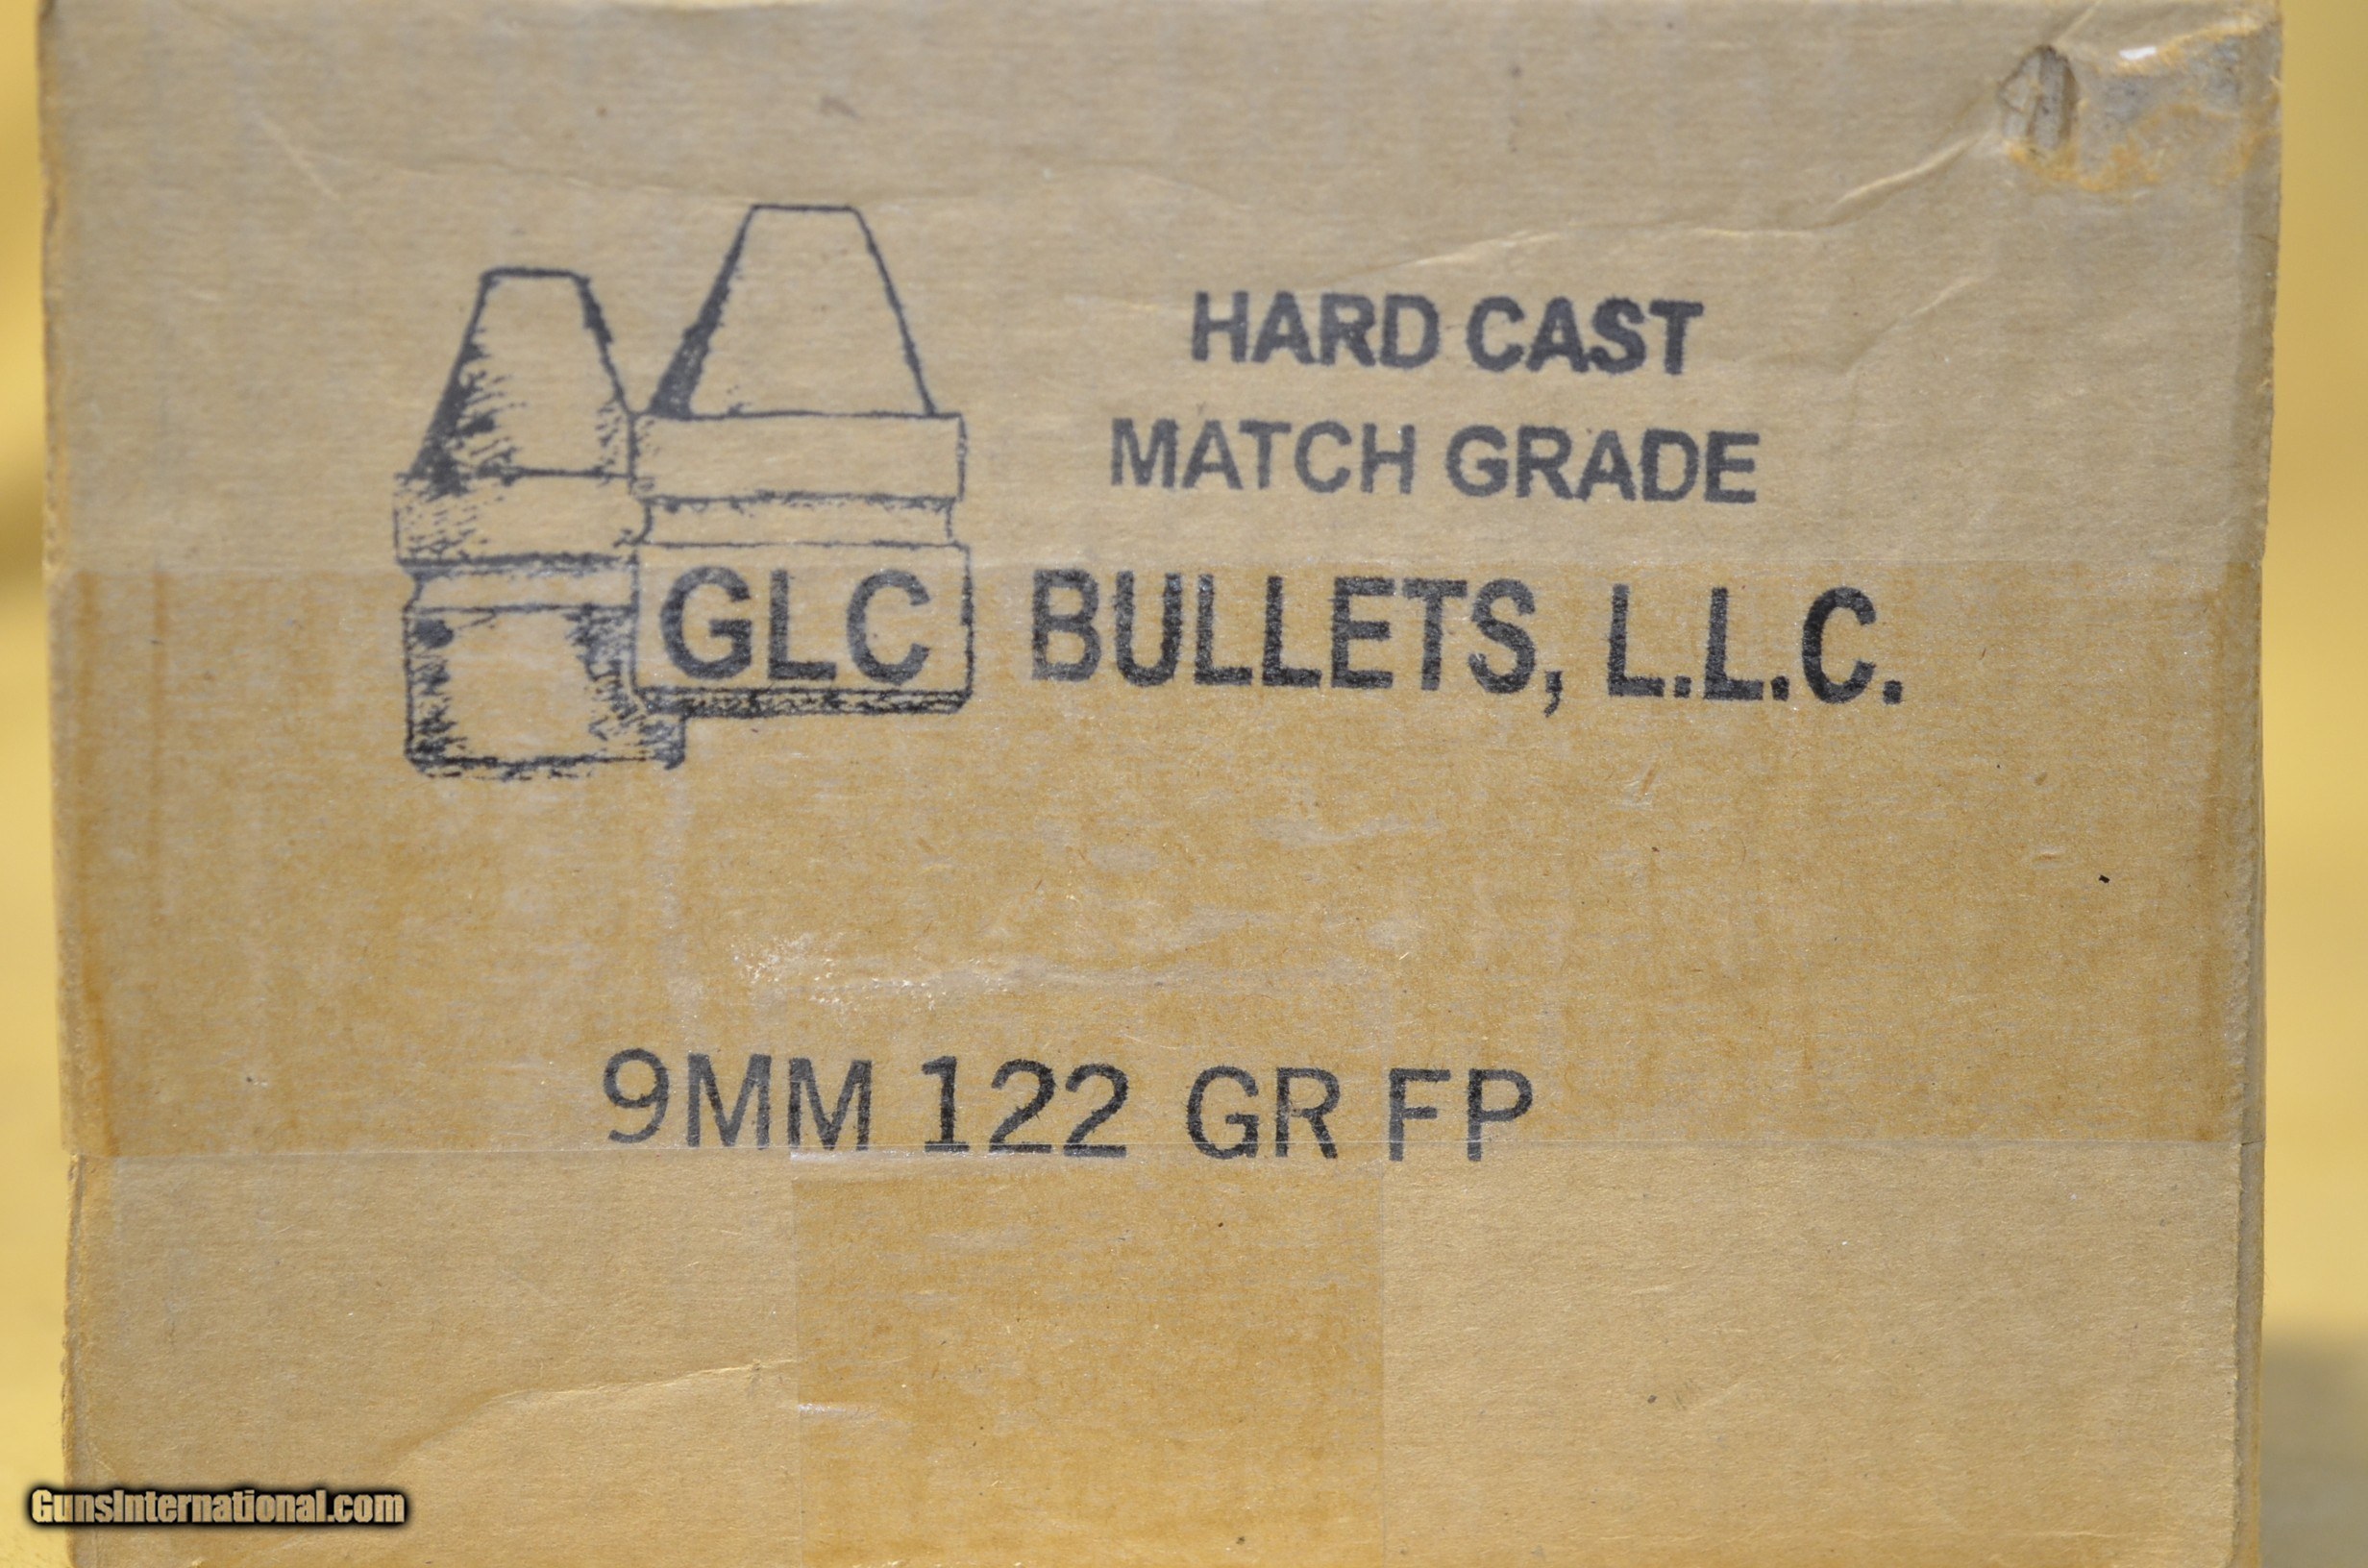 HARD CAST
MATCH GRADE
GLC BULLETS, L.L.C.
9MM 122 GR FP
GunsInternational.com